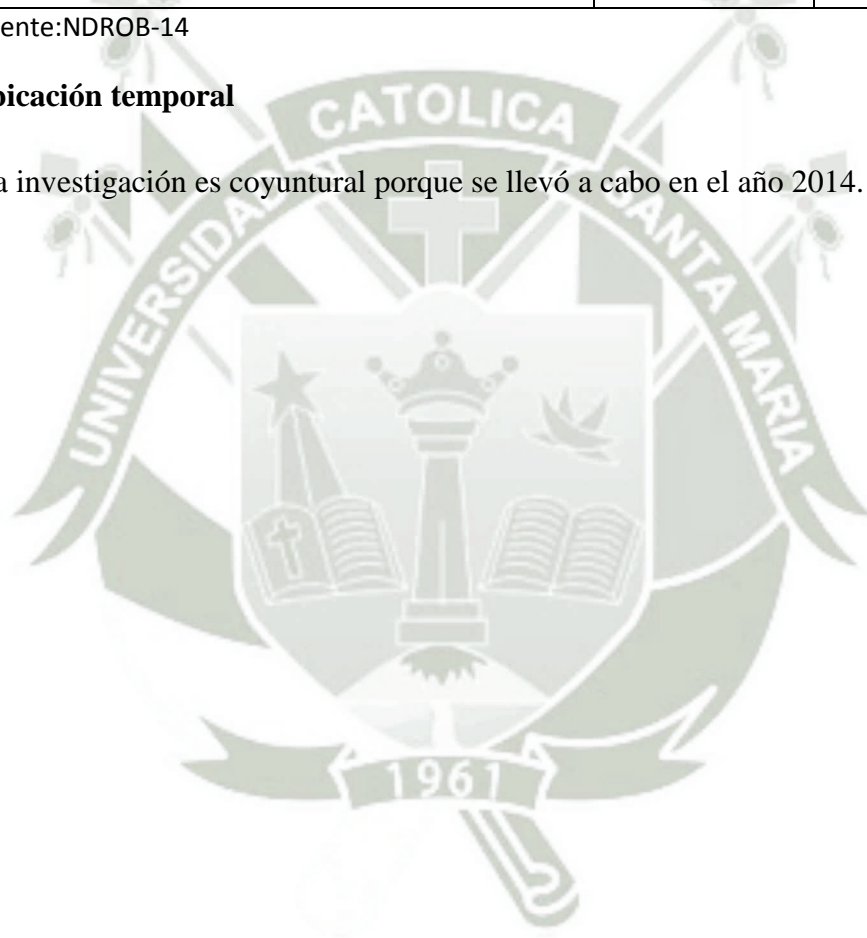 ente:NDROB-14
bicación temporal
a investigación es coyuntural porque se llevó a cabo en el año 2014.
UNIVERSIDAD CATOLICA SANTA MARIA
1961